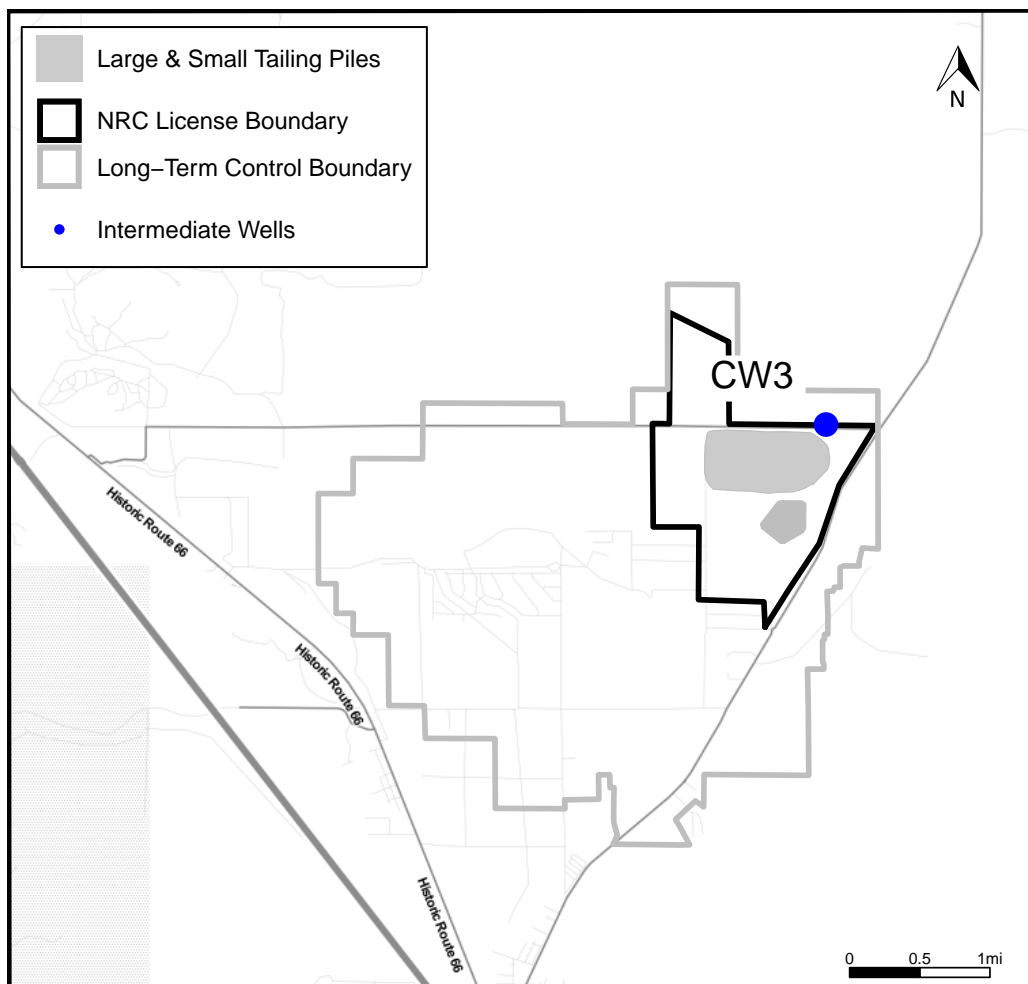 Large & Small Tailing Piles
NRC License Boundary
Long−Term Control Boundary
Intermediate Wells
N
CW3
Historic Route 66
Historic Route 66
Historic Route 66
0 0.5 1mi